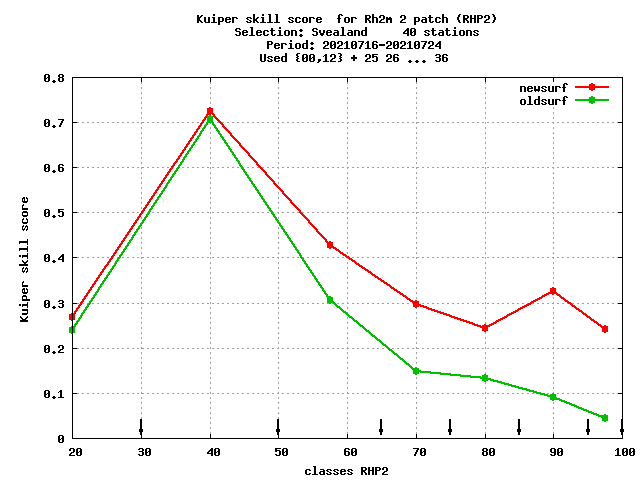 Kuiper skill score  for Rh2m 2 patch (RHP2)
Selection: Svealand     40 stations
Period: 20210716-20210724
Used {00,12} + 25 26 ... 36
newsurf
oldsurf
0.8
0.7
0.6
0.5
0.4
0.3
0.2
0.1
0
Kuiper skill score
20 30 40 50 60 70 80 90 100
classes RHP2